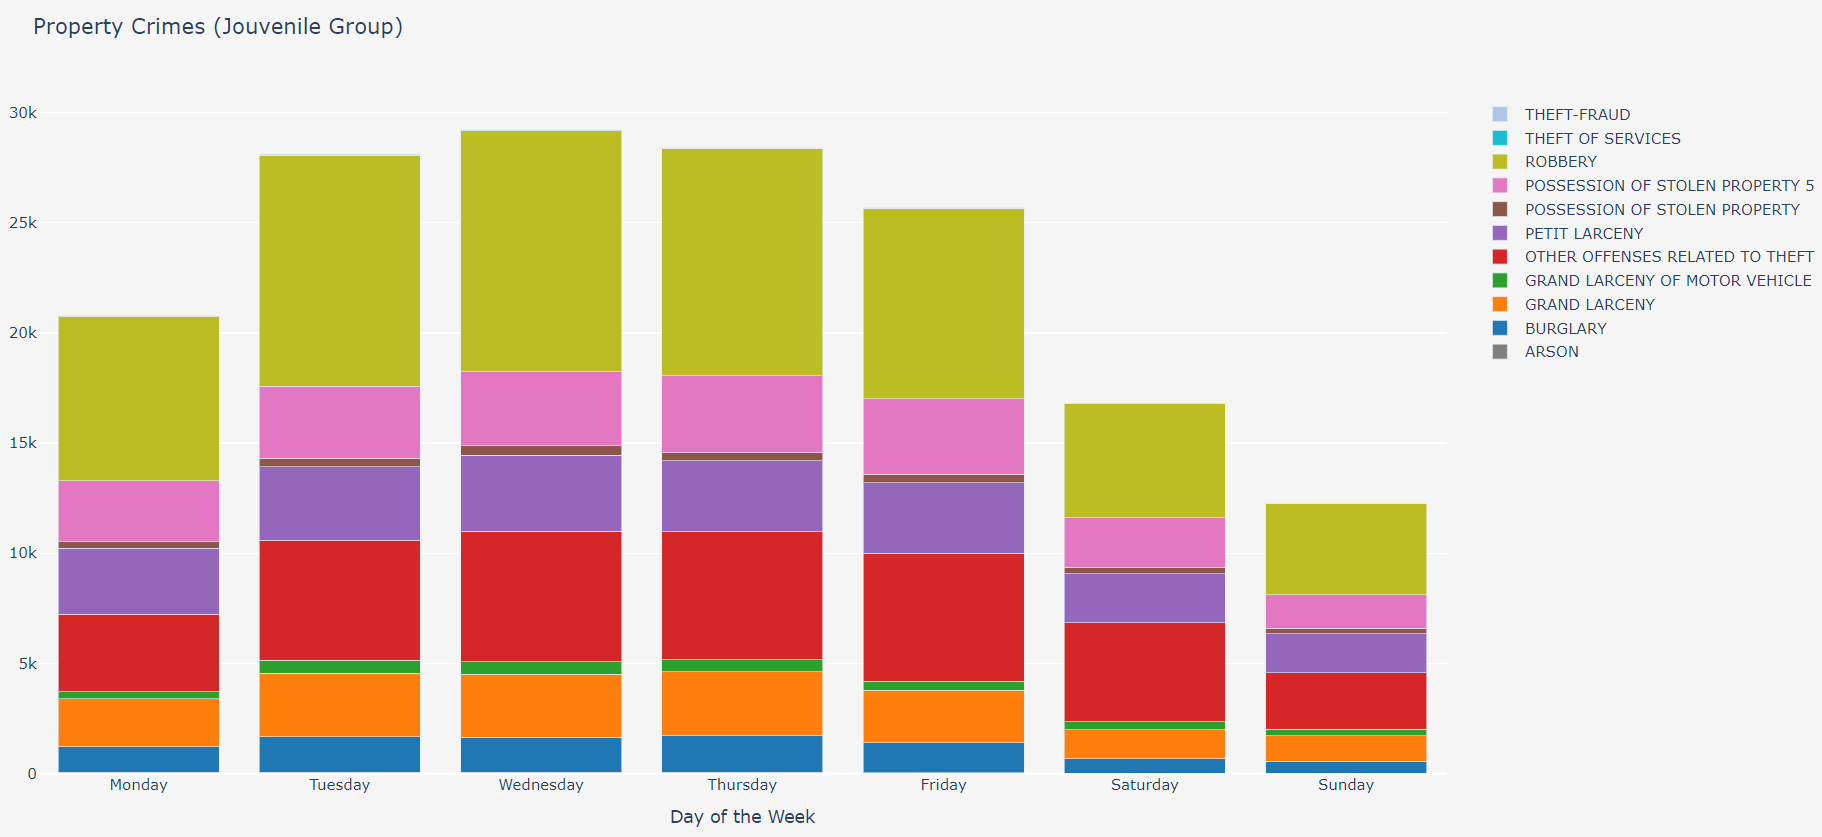 Property Crimes (Jouvenile Group)
30k
25k
20k
15k
10k
5k
0
Monday
Tuesday
Wednesday
Thursday
Friday
Saturday
Sunday
Day of the Week
THEFT-FRAUD
THEFT OF SERVICES
ROBBERY
POSSESSION OF STOLEN PROPERTY 5
POSSESSION OF STOLEN PROPERTY
PETIT LARCENY
OTHER OFFENSES RELATED TO THEFT
GRAND LARCENY OF MOTOR VEHICLE
GRAND LARCENY
BURGLARY
ARSON